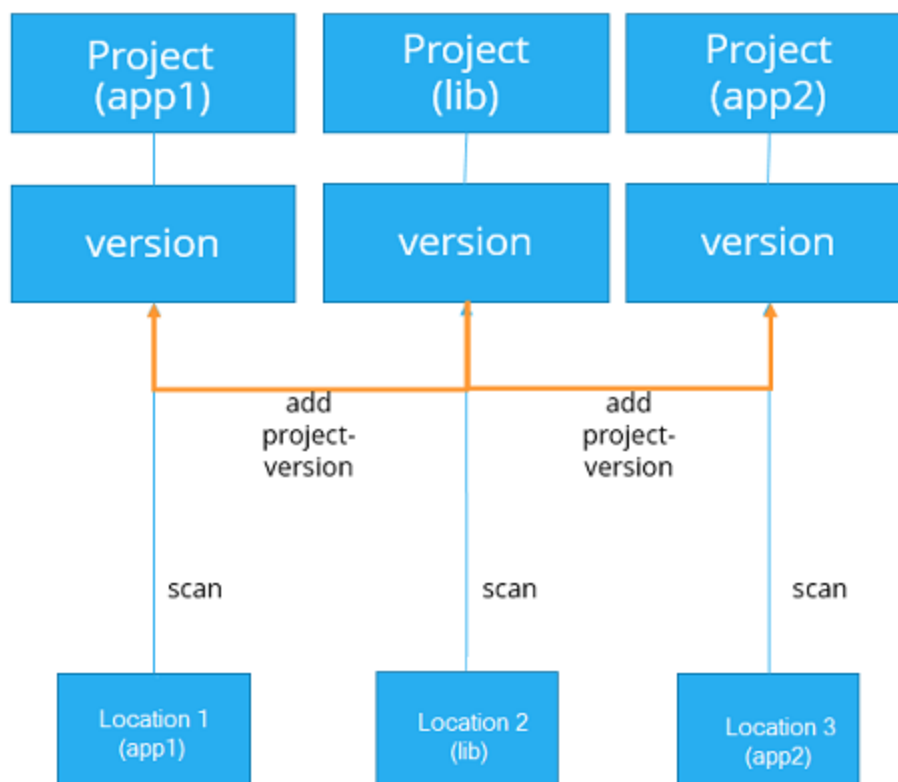 Project
(app1)
Project
(lib)
Project
(app2)
version
version
version
add
project-
version
add
project-
version
scan
scan
scan
Location 1
(app1)
Location 2
(lib)
Location 3
(app2)